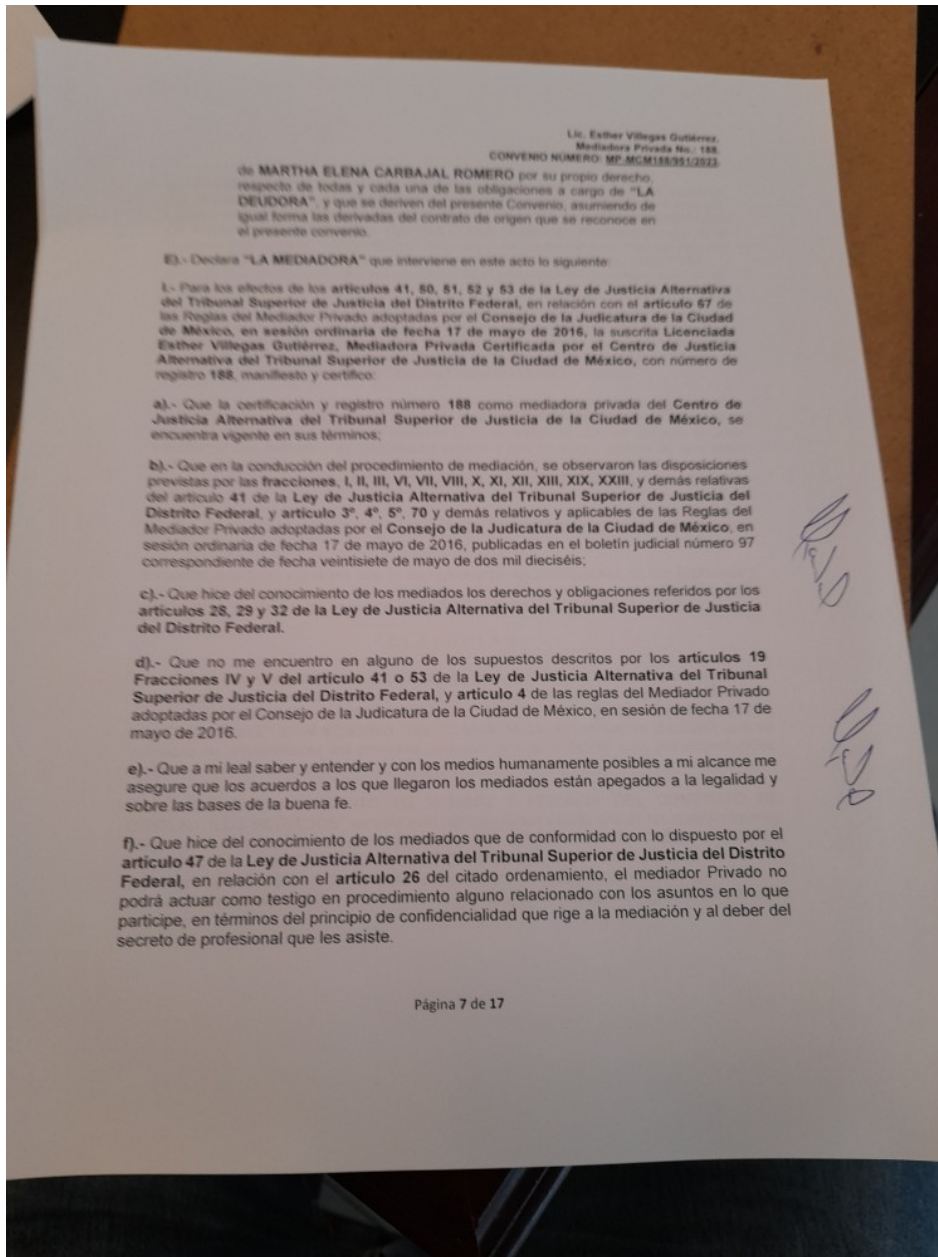 Lic. Esther Villegas Gutiérrez.
Mediadora Privada No.: 188.
CONVENIO NÚMERO: MP-MCM188/951/2023.
de MARTHA ELENA CARBAJAL ROMERO por su propio derecho,
respecto de todas y cada una de las obligaciones a cargo de "LA
DEUDORA", y que se deriven del presente Convenio, asumiendo de
igual forma las derivadas del contrato de origen que se reconoce en
el presente convenio.
E).- Declara "LA MEDIADORA" que interviene en este acto lo siguiente:
I.- Para los efectos de los artículos 41, 50, 51, 52 y 53 de la Ley de Justicia Alternativa
del Tribunal Superior de Justicia del Distrito Federal, en relación con el artículo 67 de
las Reglas del Mediador Privado adoptadas por el Consejo de la Judicatura de la Ciudad
de México, en sesión ordinaria de fecha 17 de mayo de 2016, la suscrita Licenciada
Esther Villegas Gutiérrez, Mediadora Privada Certificada por el Centro de Justicia
Alternativa del Tribunal Superior de Justicia de la Ciudad de México, con número de
registro 188, manifiesto y certifico:
a).- Que la certificación y registro número 188 como mediadora privada del Centro de
Justicia Alternativa del Tribunal Superior de Justicia de la Ciudad de México, se
encuentra vigente en sus términos;
b).- Que en la conducción del procedimiento de mediación, se observaron las disposiciones
previstas por las fracciones, I, II, III, VI, VII, VIII, X, XI, XII, XIII, XIX, XXIII, y demás relativas
del artículo 41 de la Ley de Justicia Alternativa del Tribunal Superior de Justicia del
Distrito Federal, y artículo 3º, 4º, 5º, 70 y demás relativos y aplicables de las Reglas del
Mediador Privado adoptadas por el Consejo de la Judicatura de la Ciudad de México, en
sesión ordinaria de fecha 17 de mayo de 2016, publicadas en el boletín judicial número 97
correspondiente de fecha veintisiete de mayo de dos mil dieciséis;
c).- Que hice del conocimiento de los mediados los derechos y obligaciones referidos por los
artículos 28, 29 y 32 de la Ley de Justicia Alternativa del Tribunal Superior de Justicia
del Distrito Federal.
d).- Que no me encuentro en alguno de los supuestos descritos por los artículos 19
Fracciones IV y V del artículo 41 o 53 de la Ley de Justicia Alternativa del Tribunal
Superior de Justicia del Distrito Federal, y artículo 4 de las reglas del Mediador Privado
adoptadas por el Consejo de la Judicatura de la Ciudad de México, en sesión de fecha 17 de
mayo de 2016.
e).- Que a mi leal saber y entender y con los medios humanamente posibles a mi alcance me
asegure que los acuerdos a los que llegaron los mediados están apegados a la legalidad y
sobre las bases de la buena fe.
f).- Que hice del conocimiento de los mediados que de conformidad con lo dispuesto por el
artículo 47 de la Ley de Justicia Alternativa del Tribunal Superior de Justicia del Distrito
Federal, en relación con el artículo 26 del citado ordenamiento, el mediador Privado no
podrá actuar como testigo en procedimiento alguno relacionado con los asuntos en lo que
participe, en términos del principio de confidencialidad que rige a la mediación y al deber del
secreto de profesional que les asiste.
Página 7 de 17